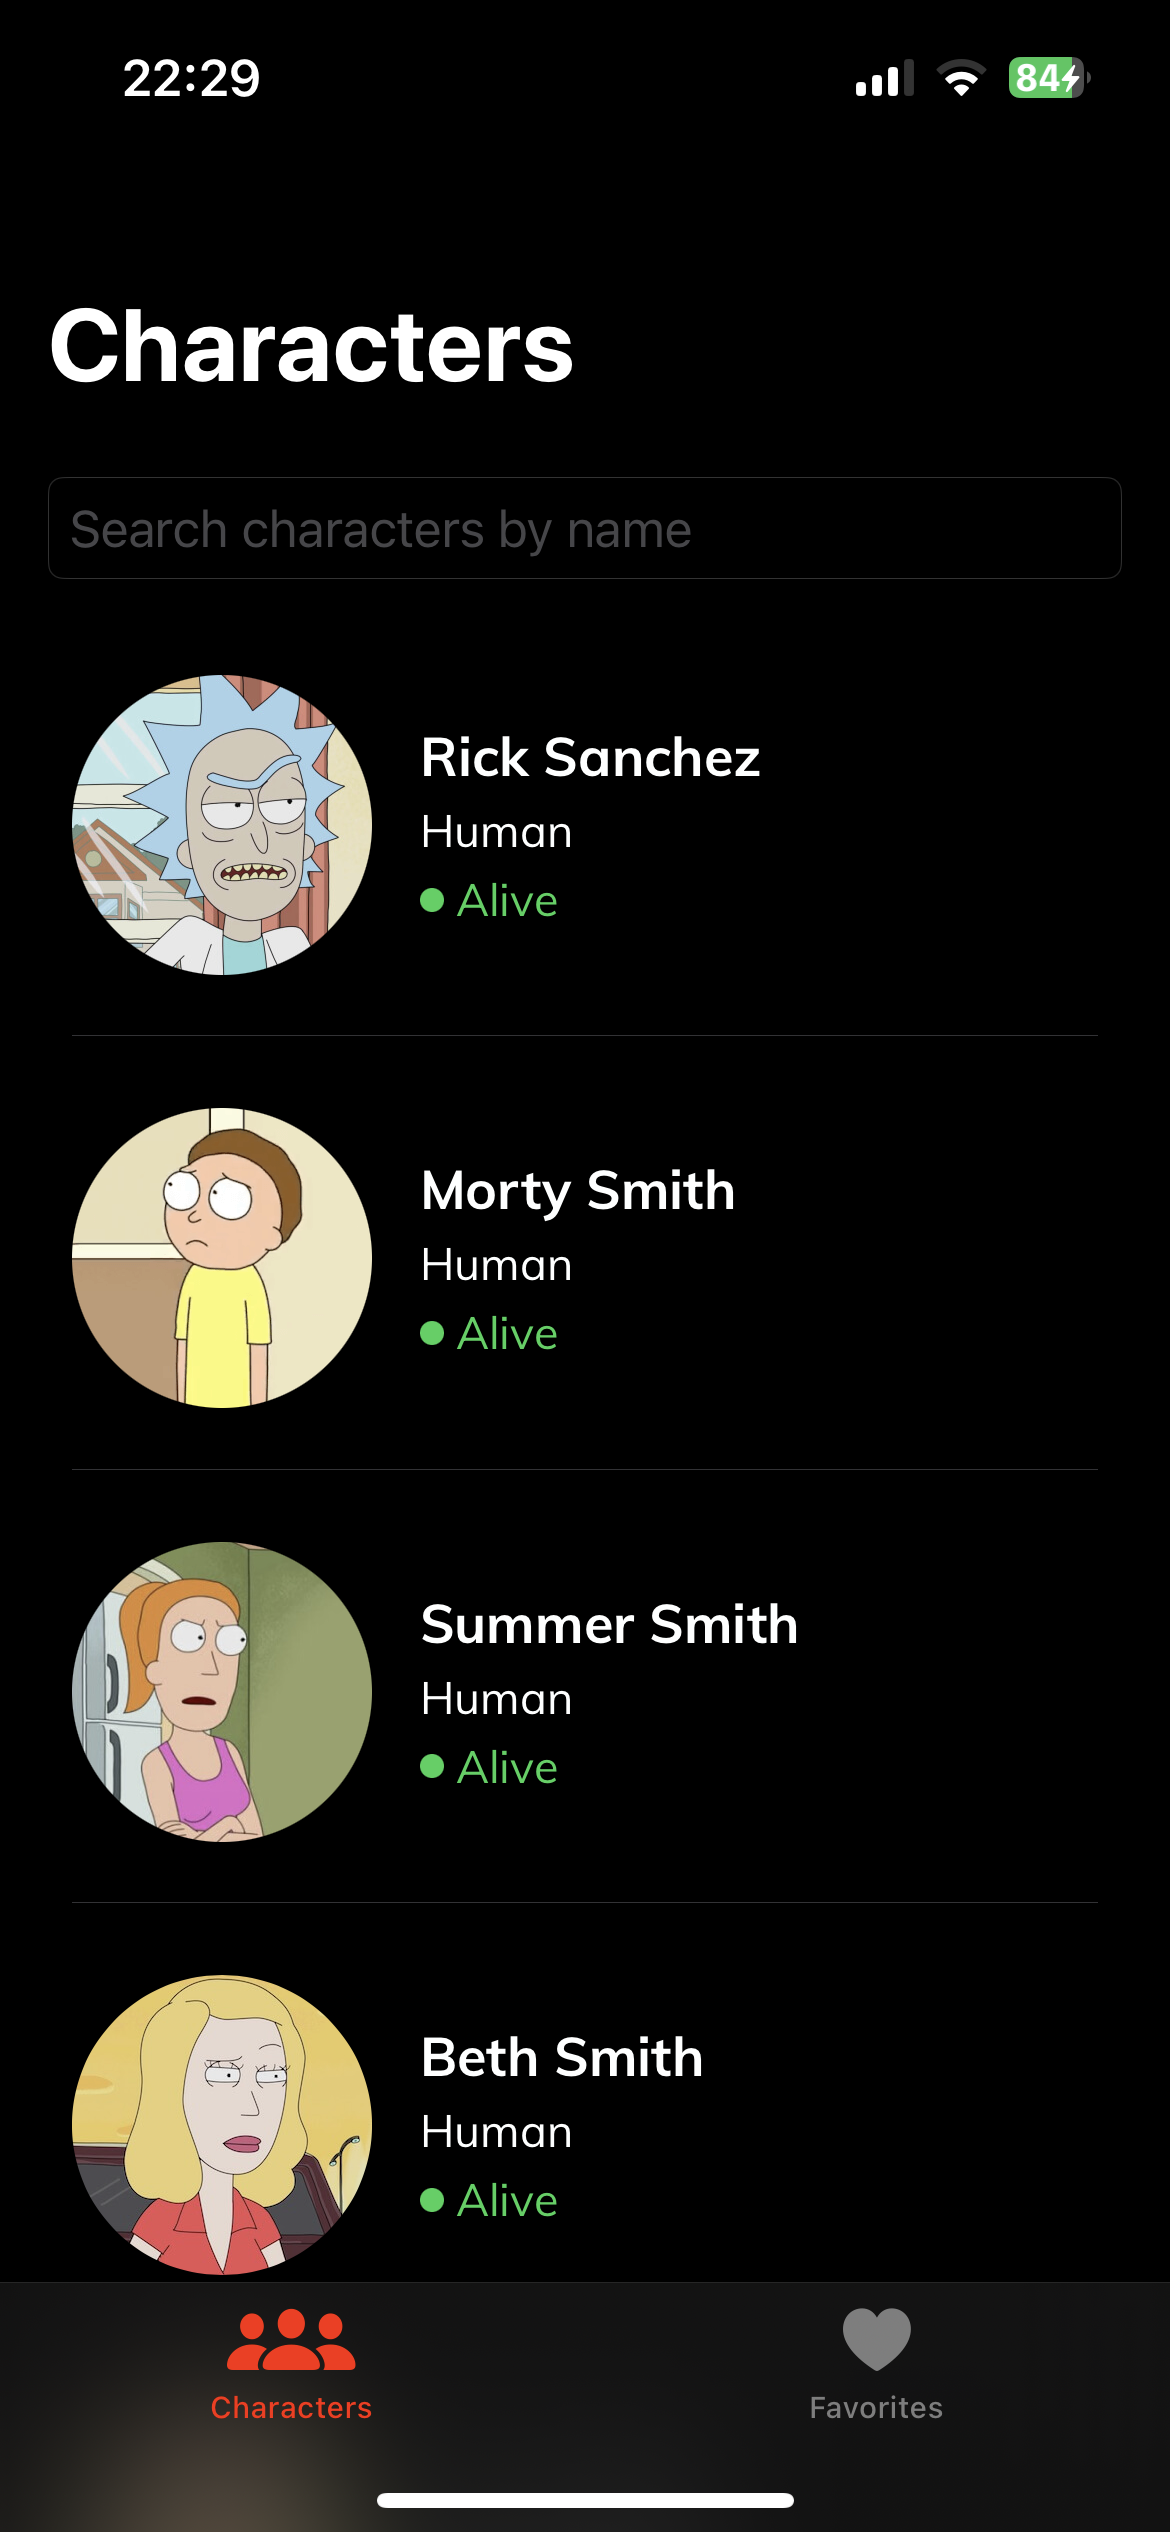 22:29
84
Characters
Search characters by name
Rick Sanchez
Human
Alive
Morty Smith
Human
Alive
Summer Smith
Human
Alive
Beth Smith
Human
Alive
Characters
Favorites